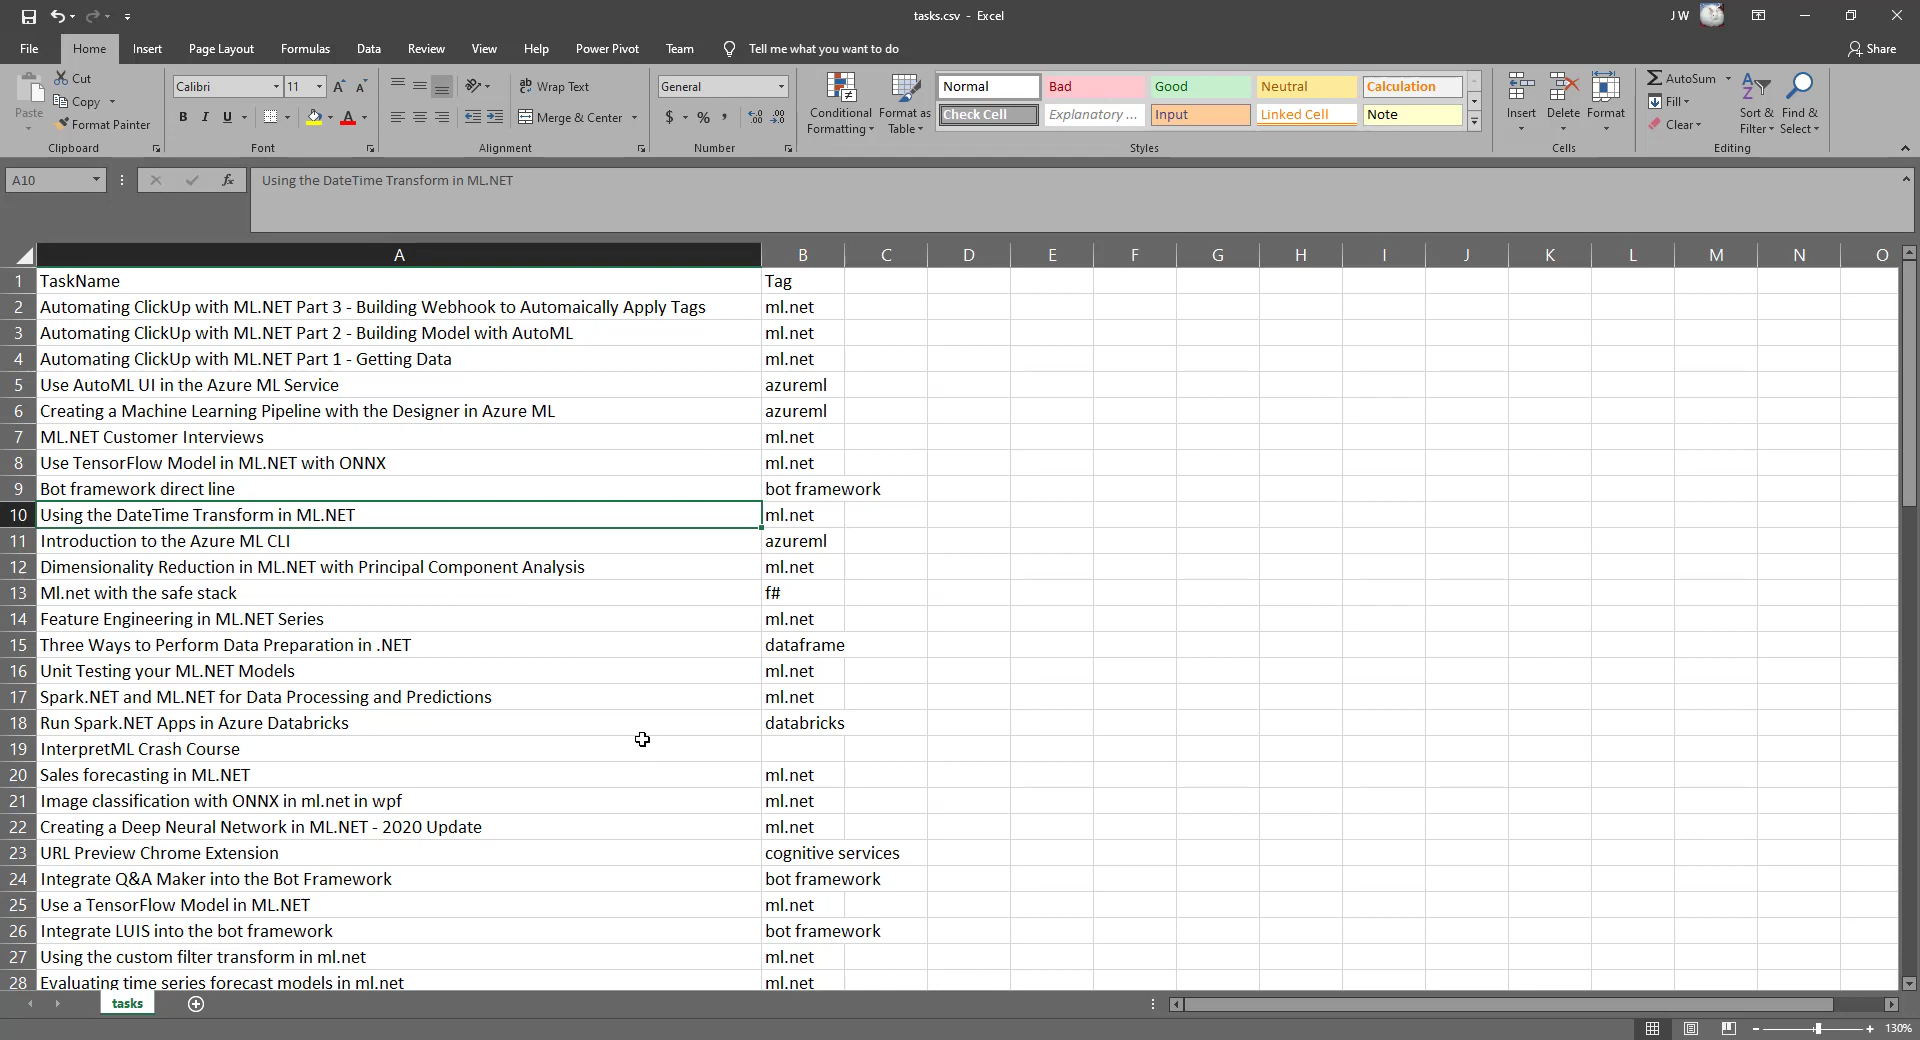 tasks.csv - Excel
J W
File Home Insert Page Layout Formulas Data Review View Help Power Pivot Team Tell me what you want to do Share
Paste
Cut
Copy
Format Painter
Clipboard
Calibri 11
B I U
Font
Wrap Text
Merge & Center
Alignment
General
$ % ,
Number
Conditional Formatting
Format as Table
Normal Bad Good Neutral Calculation
Check Cell Explanatory ... Input Linked Cell Note
Styles
Insert Delete Format
Cells
AutoSum
Fill
Clear
Sort & Filter
Find & Select
Editing
A10 fx Using the DateTime Transform in ML.NET
A B C D E F G H I J K L M N O
1 TaskName Tag
2 Automating ClickUp with ML.NET Part 3 - Building Webhook to Automaically Apply Tags ml.net
3 Automating ClickUp with ML.NET Part 2 - Building Model with AutoML ml.net
4 Automating ClickUp with ML.NET Part 1 - Getting Data ml.net
5 Use AutoML UI in the Azure ML Service azureml
6 Creating a Machine Learning Pipeline with the Designer in Azure ML azureml
7 ML.NET Customer Interviews ml.net
8 Use TensorFlow Model in ML.NET with ONNX ml.net
9 Bot framework direct line bot framework
10 Using the DateTime Transform in ML.NET ml.net
11 Introduction to the Azure ML CLI azureml
12 Dimensionality Reduction in ML.NET with Principal Component Analysis ml.net
13 Ml.net with the safe stack f#
14 Feature Engineering in ML.NET Series ml.net
15 Three Ways to Perform Data Preparation in .NET dataframe
16 Unit Testing your ML.NET Models ml.net
17 Spark.NET and ML.NET for Data Processing and Predictions ml.net
18 Run Spark.NET Apps in Azure Databricks databricks
19 InterpretML Crash Course
20 Sales forecasting in ML.NET ml.net
21 Image classification with ONNX in ml.net in wpf ml.net
22 Creating a Deep Neural Network in ML.NET - 2020 Update ml.net
23 URL Preview Chrome Extension cognitive services
24 Integrate Q&A Maker into the Bot Framework bot framework
25 Use a TensorFlow Model in ML.NET ml.net
26 Integrate LUIS into the bot framework bot framework
27 Using the custom filter transform in ml.net ml.net
28 Evaluating time series forecast models in ml.net ml.net
tasks
130%